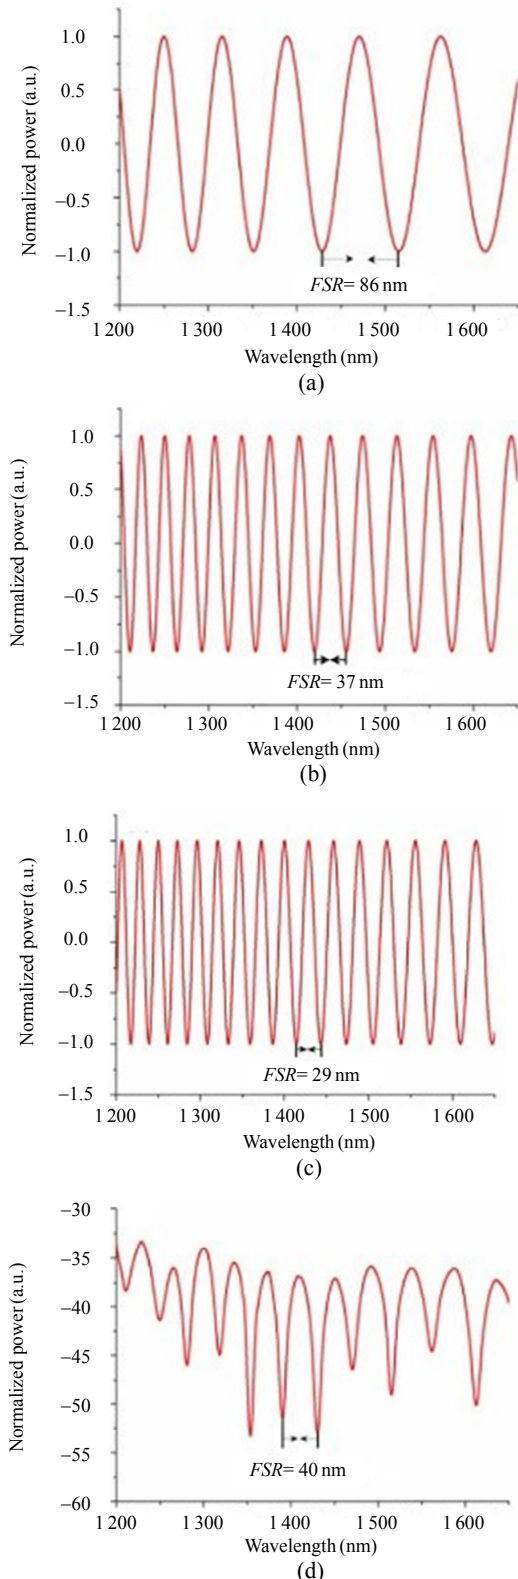 1.0
0.5
0.0
−0.5
−1.0
−1.5
Normalized power (a.u.)
FSR= 86 nm
1 200 1 300 1 400 1 500 1 600
Wavelength (nm)
(a)
1.0
0.5
0.0
−0.5
−1.0
−1.5
Normalized power (a.u.)
FSR= 37 nm
1 200 1 300 1 400 1 500 1 600
Wavelength (nm)
(b)
1.0
0.5
0.0
−0.5
−1.0
−1.5
Normalized power (a.u.)
FSR= 29 nm
1 200 1 300 1 400 1 500 1 600
Wavelength (nm)
(c)
−30
−35
−40
−45
−50
−55
−60
Normalized power (a.u.)
FSR= 40 nm
1 200 1 300 1 400 1 500 1 600
Wavelength (nm)
(d)